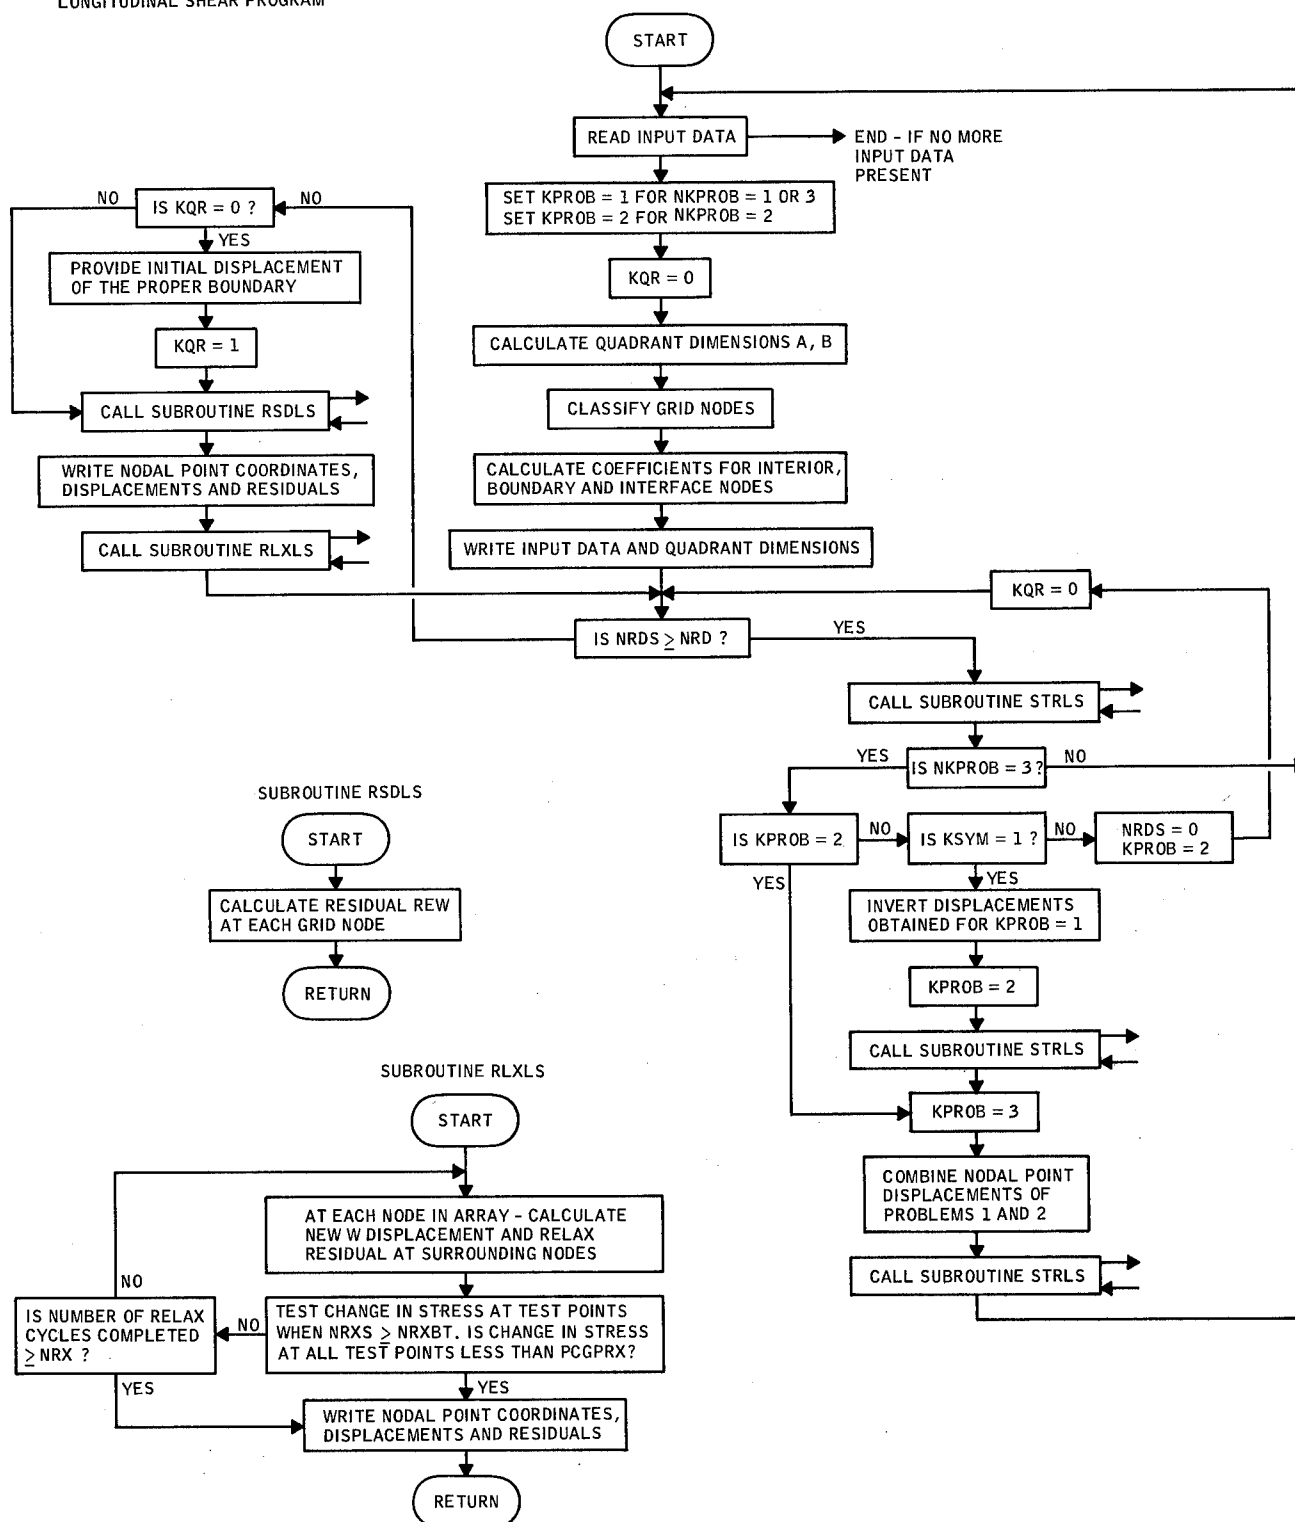 LONGITUDINAL SHEAR PROGRAM
START
READ INPUT DATA
END - IF NO MORE
INPUT DATA
PRESENT
SET KPROB = 1 FOR NKPROB = 1 OR 3
SET KPROB = 2 FOR NKPROB = 2
KQR = 0
CALCULATE QUADRANT DIMENSIONS A, B
CLASSIFY GRID NODES
CALCULATE COEFFICIENTS FOR INTERIOR,
BOUNDARY AND INTERFACE NODES
WRITE INPUT DATA AND QUADRANT DIMENSIONS
NO
IS KQR = 0 ?
NO
YES
PROVIDE INITIAL DISPLACEMENT
OF THE PROPER BOUNDARY
KQR = 1
CALL SUBROUTINE RSDLS
WRITE NODAL POINT COORDINATES,
DISPLACEMENTS AND RESIDUALS
CALL SUBROUTINE RLXLS
KQR = 0
IS NRDS ≥ NRD ?
YES
CALL SUBROUTINE STRLS
YES
IS NKPROB = 3?
NO
IS KPROB = 2
NO
IS KSYM = 1 ?
NO
NRDS = 0
KPROB = 2
YES
YES
INVERT DISPLACEMENTS
OBTAINED FOR KPROB = 1
KPROB = 2
CALL SUBROUTINE STRLS
KPROB = 3
COMBINE NODAL POINT
DISPLACEMENTS OF
PROBLEMS 1 AND 2
CALL SUBROUTINE STRLS
SUBROUTINE RSDLS
START
CALCULATE RESIDUAL REW
AT EACH GRID NODE
RETURN
SUBROUTINE RLXLS
START
AT EACH NODE IN ARRAY - CALCULATE
NEW W DISPLACEMENT AND RELAX
RESIDUAL AT SURROUNDING NODES
NO
IS NUMBER OF RELAX
CYCLES COMPLETED
≥ NRX ?
NO
TEST CHANGE IN STRESS AT TEST POINTS
WHEN NRXS ≥ NRXBT. IS CHANGE IN STRESS
AT ALL TEST POINTS LESS THAN PCGPRX?
YES
YES
WRITE NODAL POINT COORDINATES,
DISPLACEMENTS AND RESIDUALS
RETURN